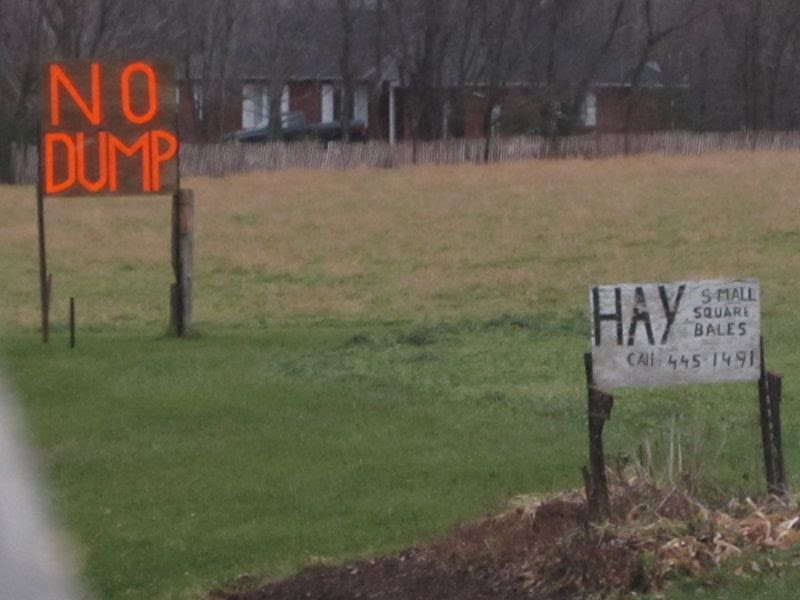 NO
DUMP
HAY SMALL
SQUARE
BALES
CALL 445-1491